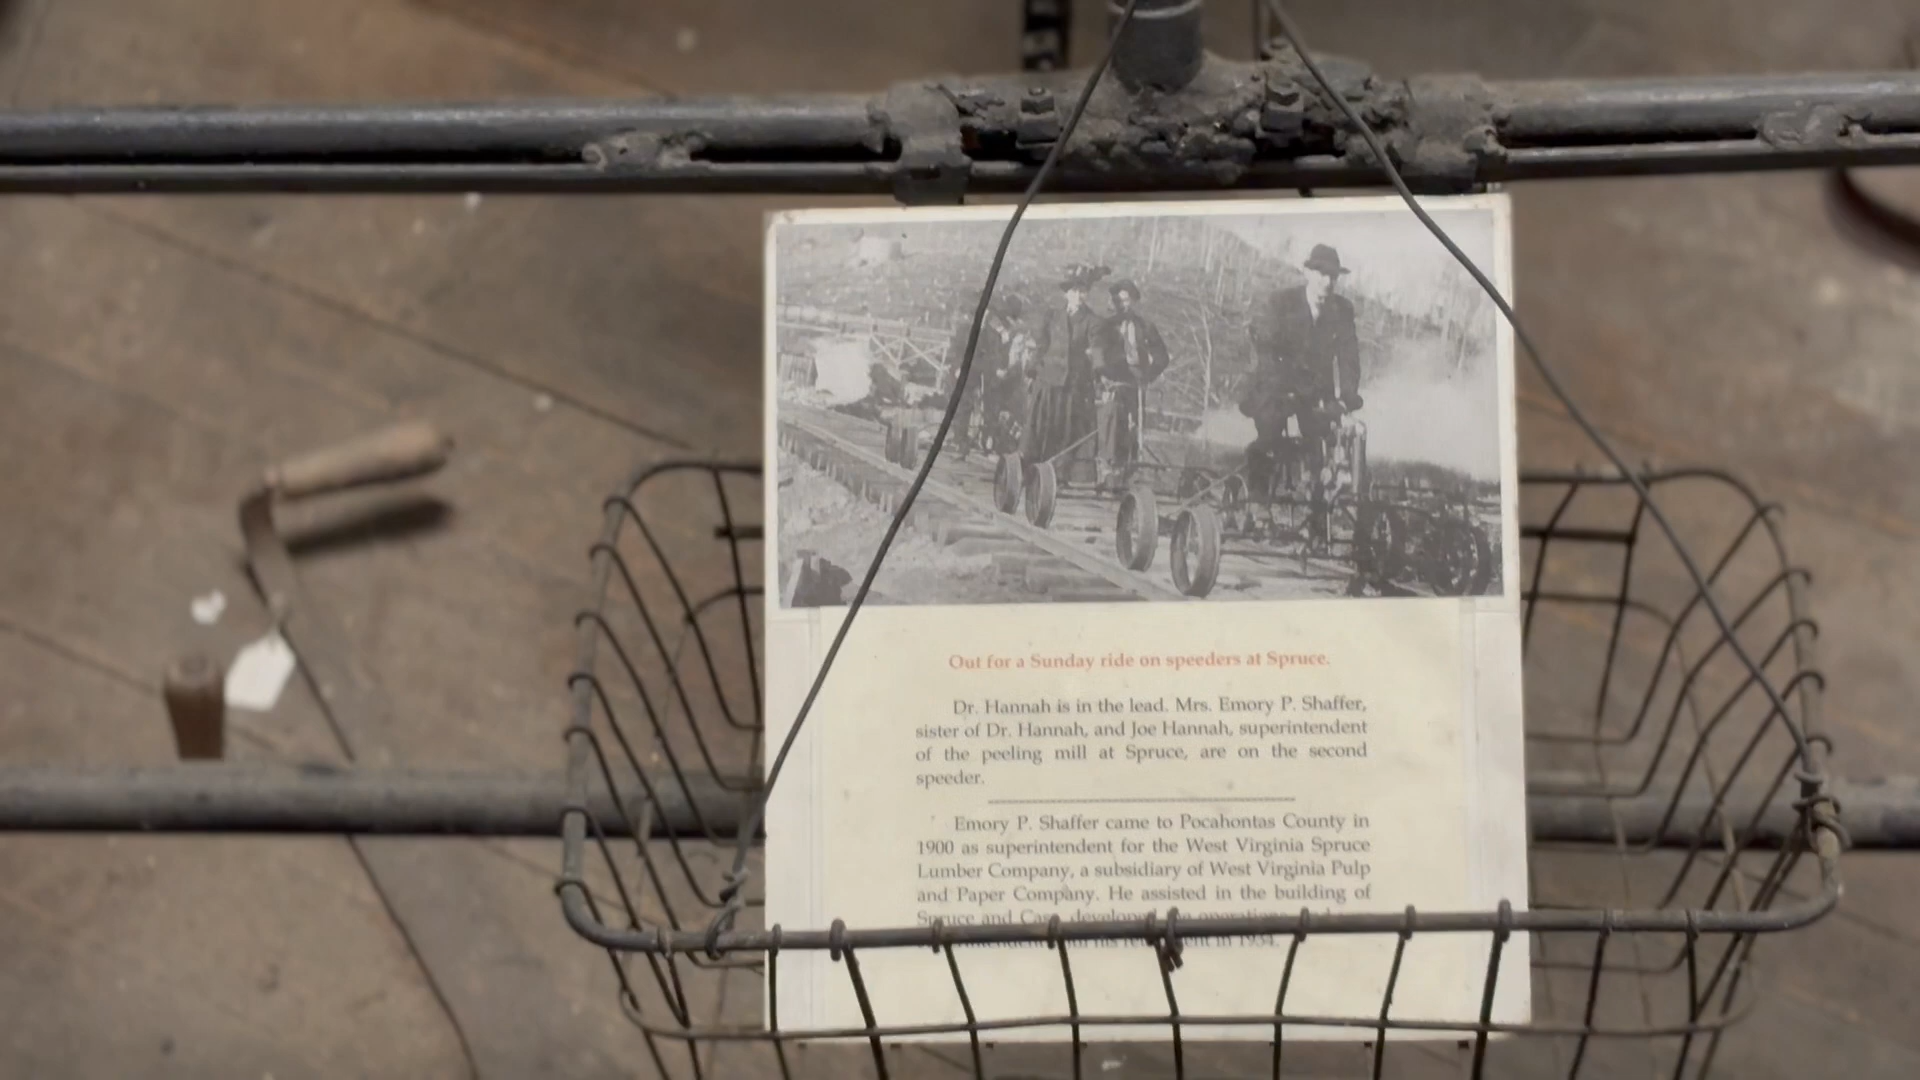 Out for a Sunday ride on speeders at Spruce.
Dr. Hannah is in the lead. Mrs. Emory P. Shaffer,
sister of Dr. Hannah, and Joe Hannah, superintendent
of the peeling mill at Spruce, are on the second
speeder.
Emory P. Shaffer came to Pocahontas County in
1900 as superintendent for the West Virginia Spruce
Lumber Company, a subsidiary of West Virginia Pulp
and Paper Company. He assisted in the building of
Spruce and
his in 1934.